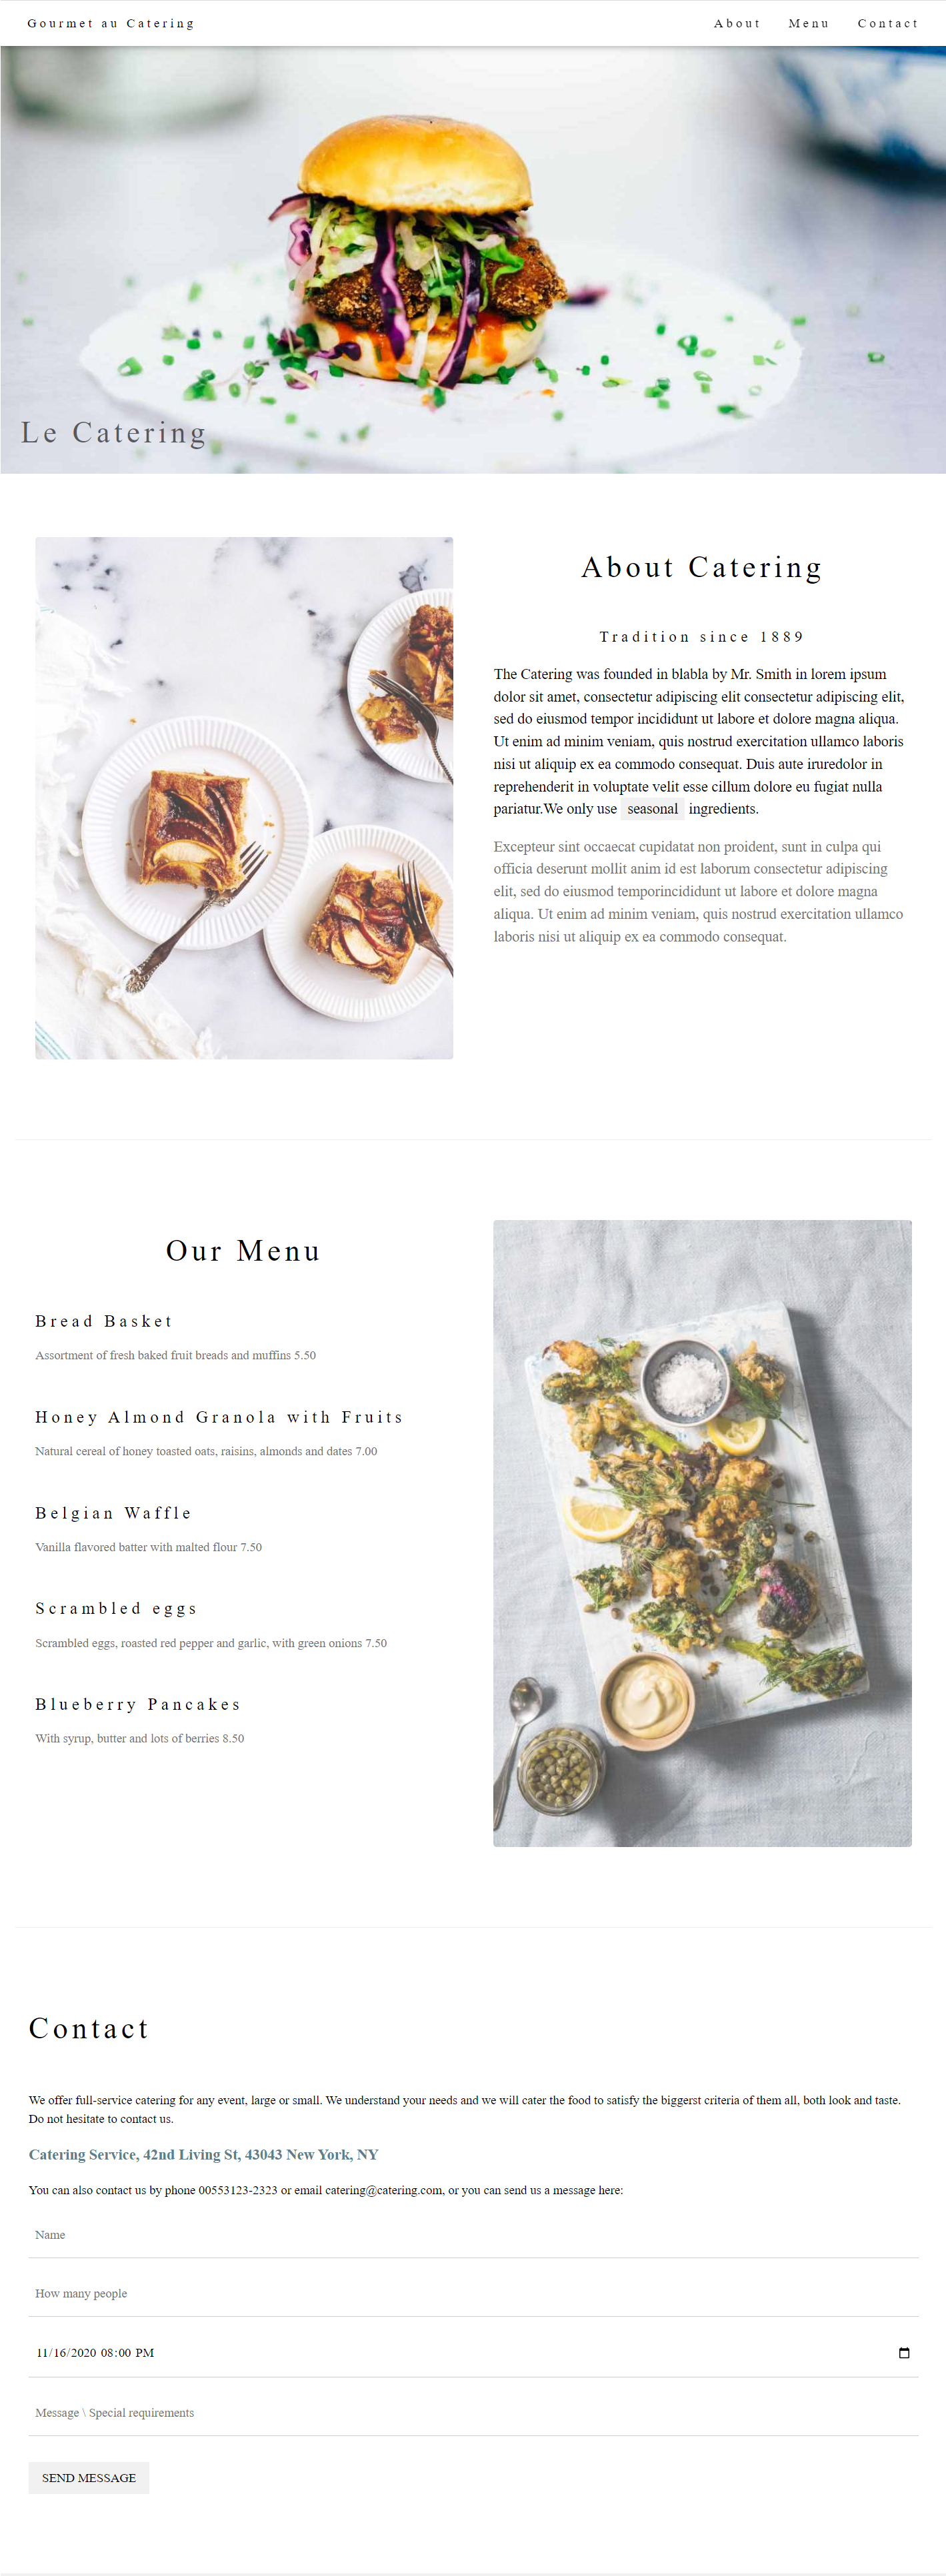 Gourmet au Catering
About Menu Contact
Le Catering
About Catering
Tradition since 1889
The Catering was founded in blabla by Mr. Smith in lorem ipsum
dolor sit amet, consectetur adipiscing elit consectetur adipiscing elit,
sed do eiusmod tempor incididunt ut labore et dolore magna aliqua.
Ut enim ad minim veniam, quis nostrud exercitation ullamco laboris
nisi ut aliquip ex ea commodo consequat. Duis aute iruredolor in
reprehenderit in voluptate velit esse cillum dolore eu fugiat nulla
pariatur.We only use seasonal ingredients.
Excepteur sint occaecat cupidatat non proident, sunt in culpa qui
officia deserunt mollit anim id est laborum consectetur adipiscing
elit, sed do eiusmod temporincididunt ut labore et dolore magna
aliqua. Ut enim ad minim veniam, quis nostrud exercitation ullamco
laboris nisi ut aliquip ex ea commodo consequat.
Our Menu
Bread Basket
Assortment of fresh baked fruit breads and muffins 5.50
Honey Almond Granola with Fruits
Natural cereal of honey toasted oats, raisins, almonds and dates 7.00
Belgian Waffle
Vanilla flavored batter with malted flour 7.50
Scrambled eggs
Scrambled eggs, roasted red pepper and garlic, with green onions 7.50
Blueberry Pancakes
With syrup, butter and lots of berries 8.50
Contact
We offer full-service catering for any event, large or small. We understand your needs and we will cater the food to satisfy the biggerst criteria of them all, both look and taste.
Do not hesitate to contact us.
Catering Service, 42nd Living St, 43043 New York, NY
You can also contact us by phone 00553123-2323 or email catering@catering.com, or you can send us a message here:
Name
How many people
11/16/2020 08:00 PM
Message \ Special requirements
SEND MESSAGE